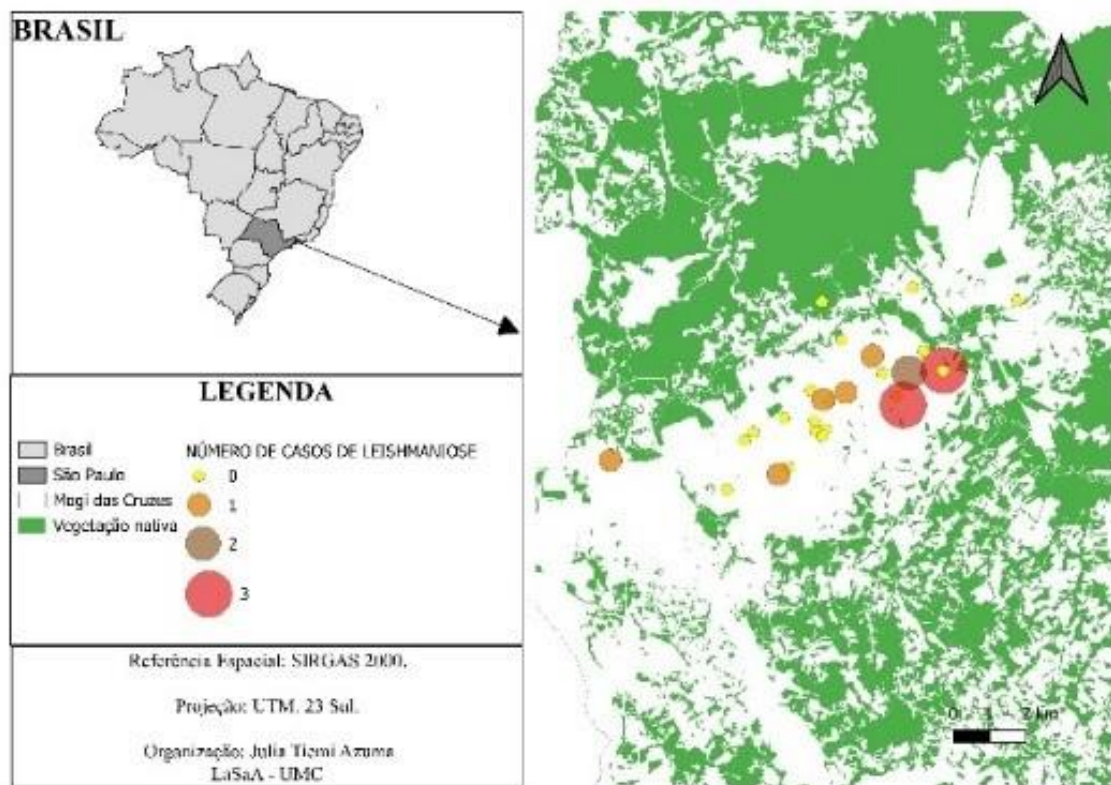 BRASIL
LEGENDA
Brasil
São Paulo
Mogi das Cruzes
Vegetação nativa
NÚMERO DE CASOS DE LEISHMANIOSE
0
1
2
3
Referência Espacial: SIRGAS 2000.
Projeção: UTM. 23 Sul.
Organização: Julia Tiemi Azuma
LaSaA - UMC
0 1 2 km